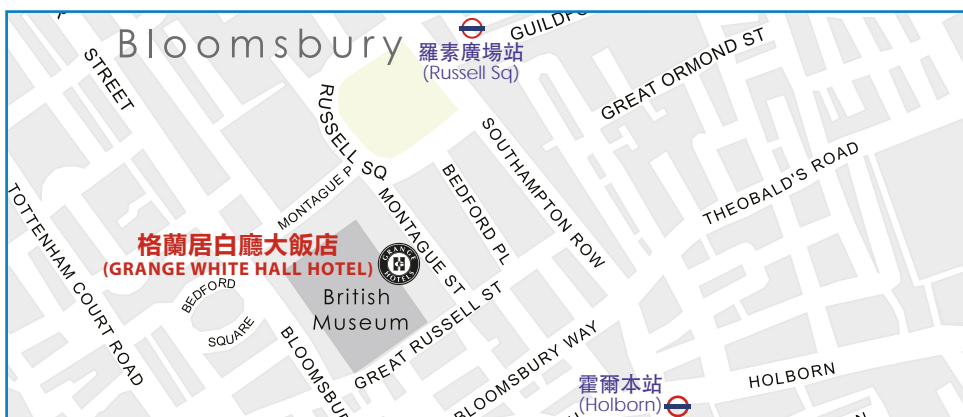 Bloomsbury
羅素廣場站
(Russell Sq)
GUILDFO
STREET
GREAT ORMOND ST
RUSSELL SQ
SOUTHAMPTON ROW
BEDFORD PL
THEOBALD'S ROAD
MONTAGUE P
MONTAGUE ST
TOTTENHAM COURT ROAD
格蘭居白廳大飯店
(GRANGE WHITE HALL HOTEL)
GRANGE
HOTELS
BEDFORD
SQUARE
British
Museum
GREAT RUSSELL ST
BLOOMSBUR
BLOOMSBURY WAY
霍爾本站
(Holborn)
HOLBORN